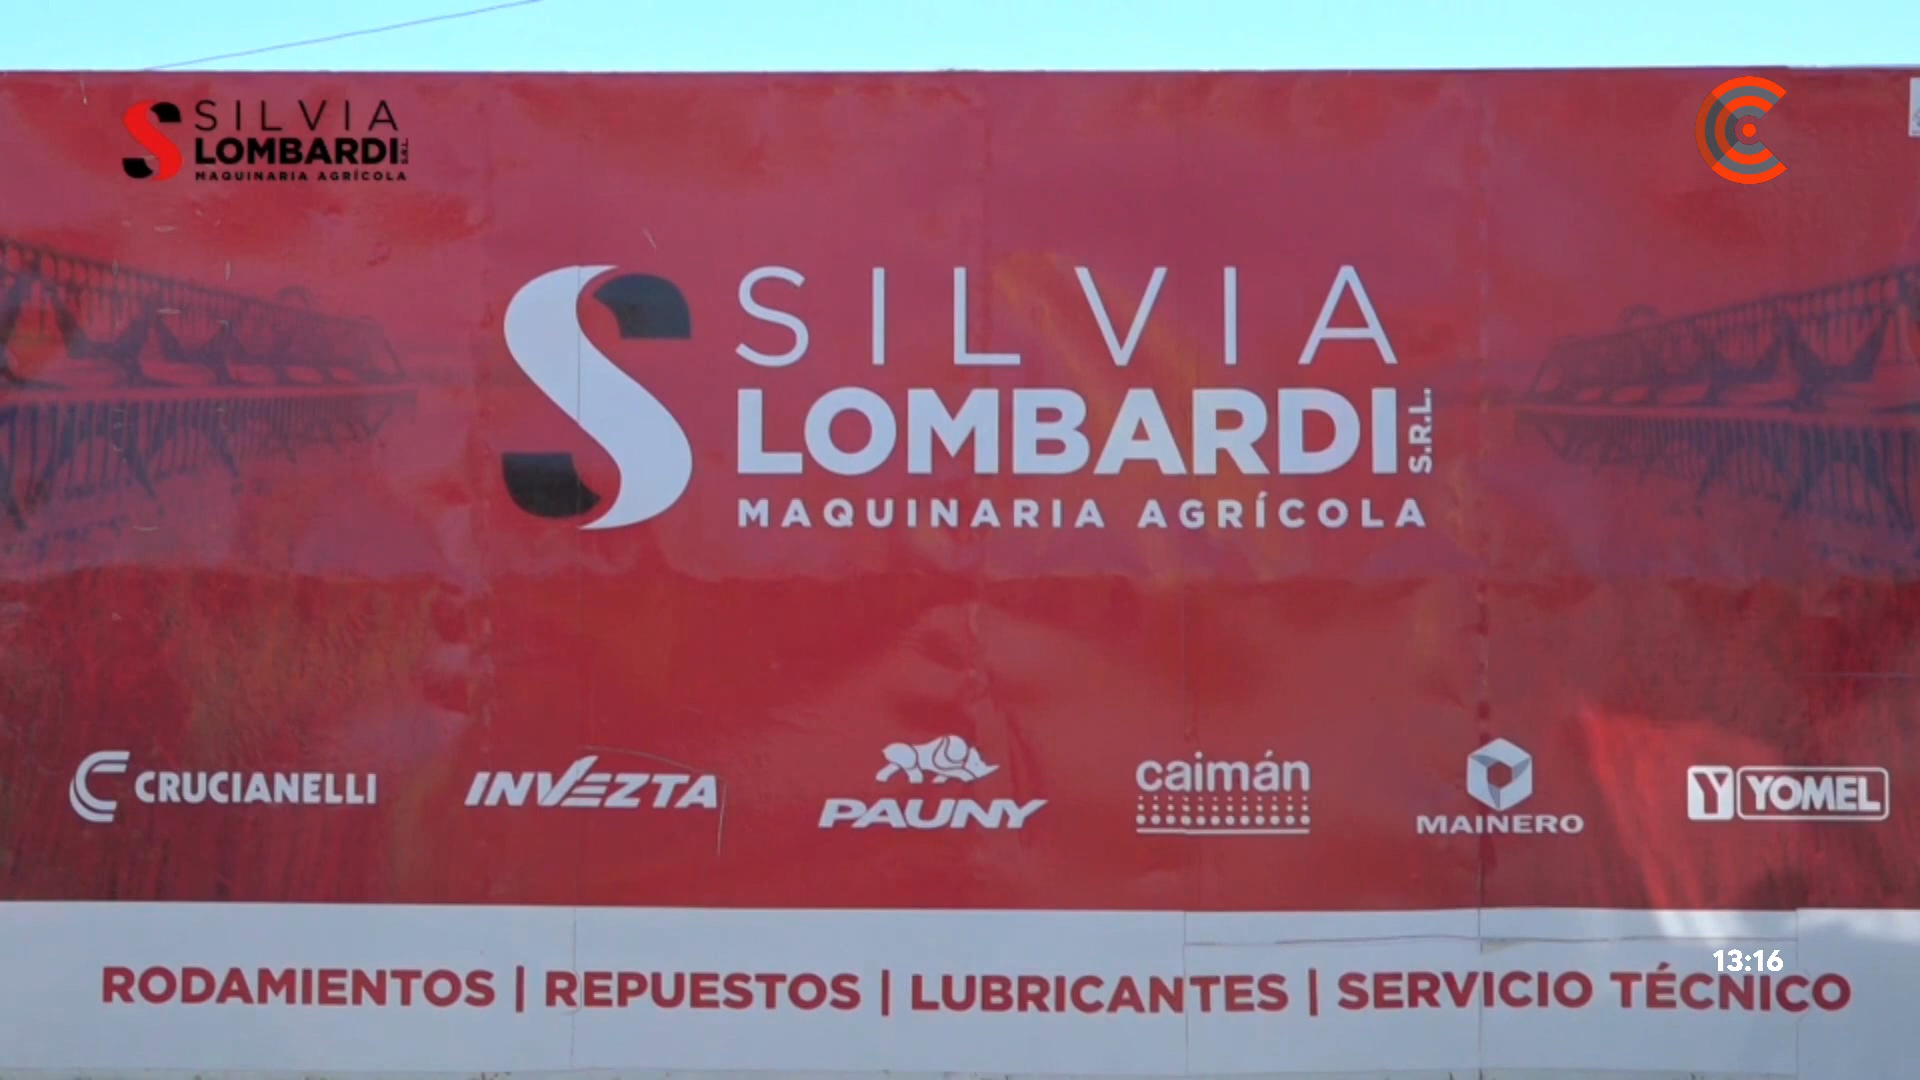 SILVIA
LOMBARDI S.R.L.
MAQUINARIA AGRÍCOLA
SILVIA
LOMBARDI S.R.L.
MAQUINARIA AGRÍCOLA
CRUCIANELLI
INVEZTA
PAUNY
caimán
MAINERO
Y YOMEL
13:16
RODAMIENTOS | REPUESTOS | LUBRICANTES | SERVICIO TÉCNICO